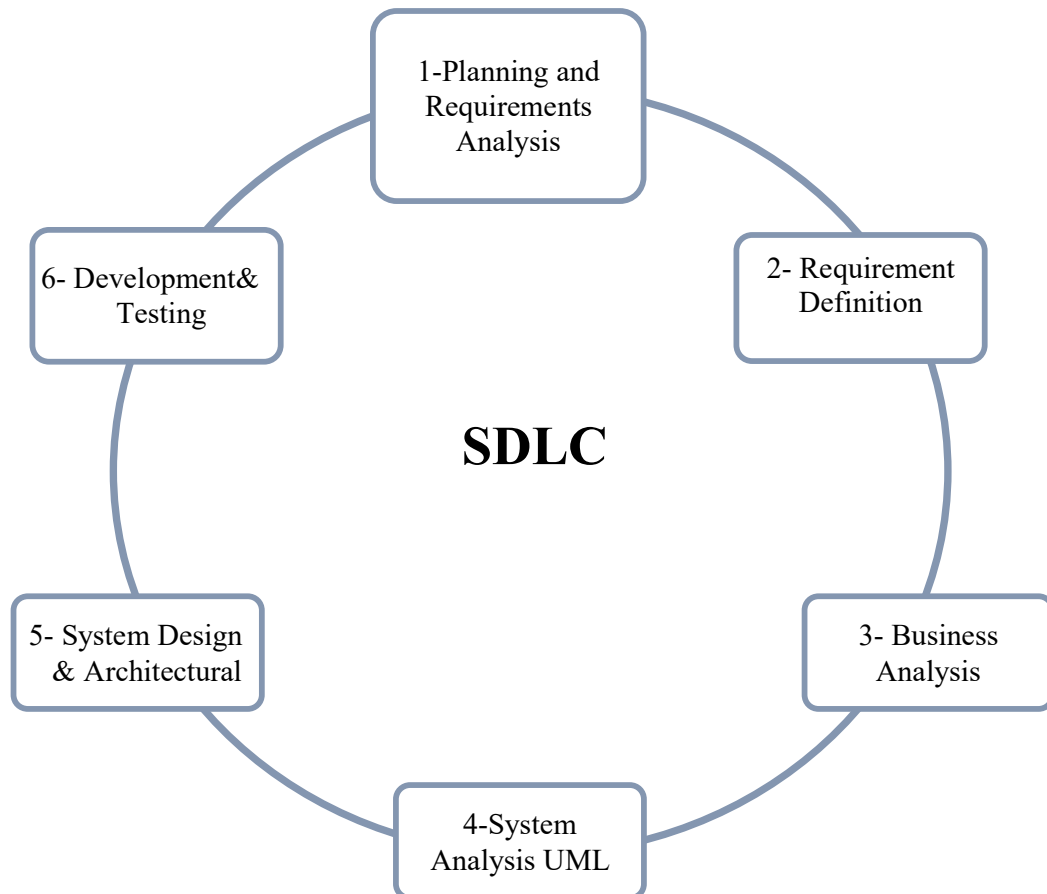 1-Planning and
Requirements
Analysis
2- Requirement
Definition
3- Business
Analysis
4-System
Analysis UML
5- System Design
& Architectural
6- Development&
Testing
SDLC